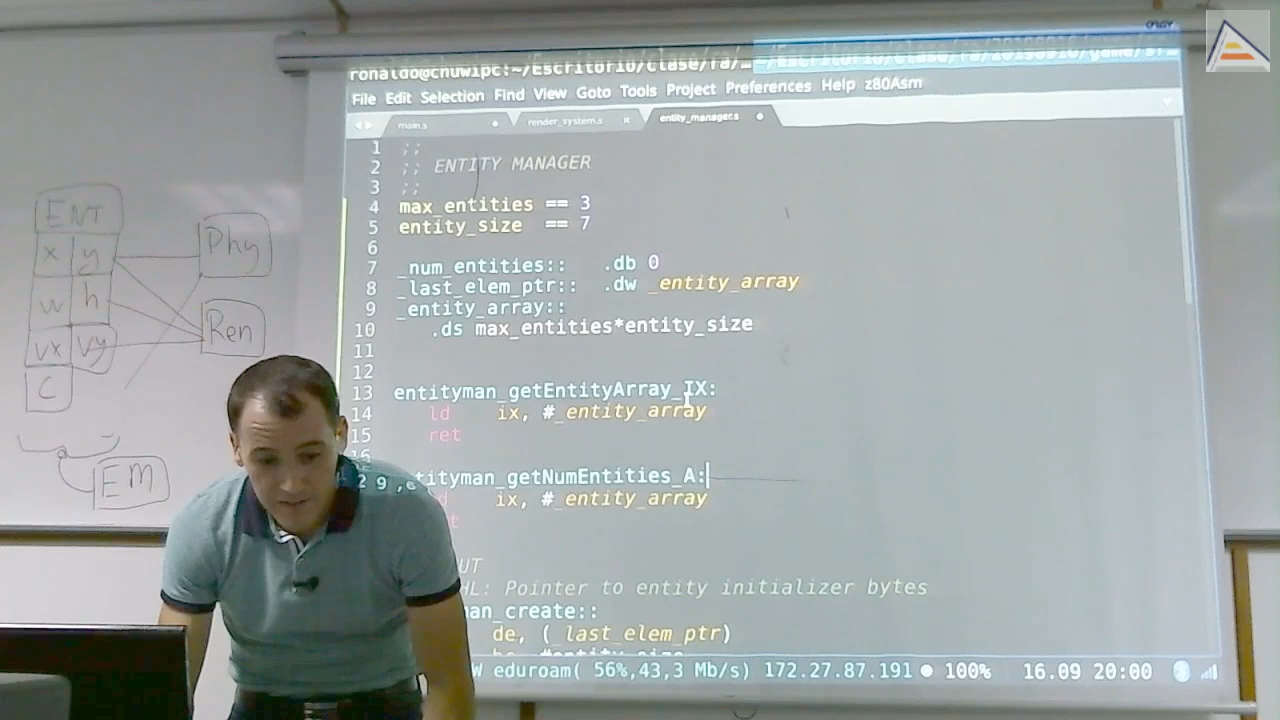 ronaldo@chuwipc:~/Escritorio/clase/ra/…
File Edit Selection Find View Goto Tools Project Preferences Help z80Asm
main.s render_system.s entity_manager.s
1 ;;
2 ;; ENTITY MANAGER
3 ;;
4 max_entities == 3
5 entity_size == 7
6
7 _num_entities:: .db 0
8 _last_elem_ptr:: .dw _entity_array
9 _entity_array::
10 .ds max_entities*entity_size
11
12
13 entityman_getEntityArray_IX:
14 ld ix, #_entity_array
15 ret
16
tityman_getNumEntities_A:
d ix, #_entity_array
t
UT
HL: Pointer to entity initializer bytes
man_create::
de, (_last_elem_ptr)
#entity_size
W eduroam( 56%,43,3 Mb/s) 172.27.87.191 100% 16.09 20:00
ENT
x y
w h
vx vy
C
Phy
Ren
EM